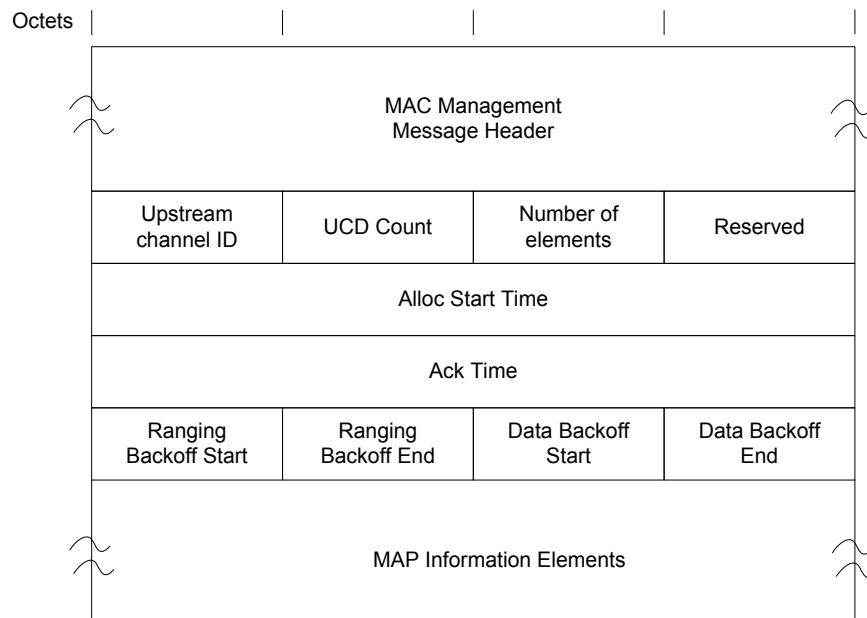 Octets
MAC Management
Message Header
Upstream
channel ID
UCD Count
Number of
elements
Reserved
Alloc Start Time
Ack Time
Ranging
Backoff Start
Ranging
Backoff End
Data Backoff
Start
Data Backoff
End
MAP Information Elements